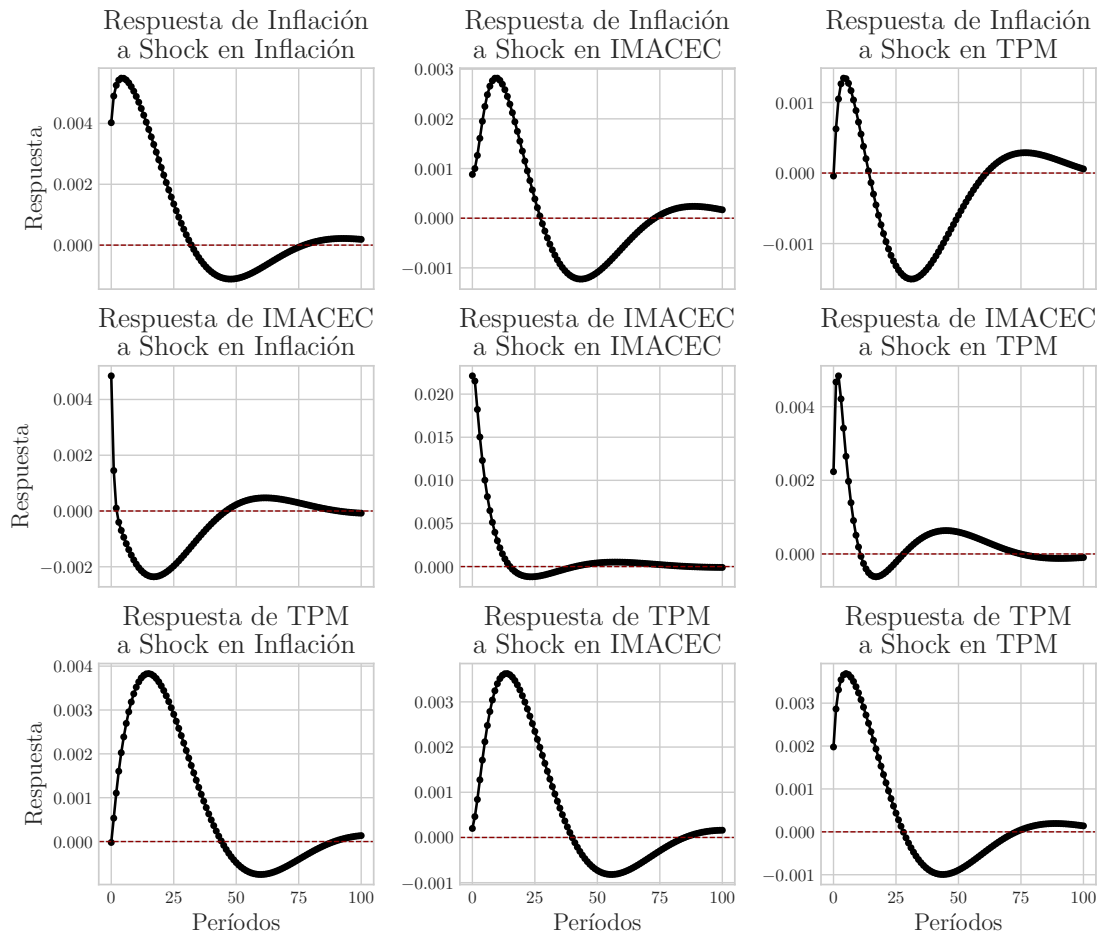 Respuesta de Inflación
a Shock en Inflación
Respuesta de Inflación
a Shock en IMACEC
Respuesta de Inflación
a Shock en TPM
Respuesta
0.004
0.002
0.000
0.003
0.002
0.001
0.000
−0.001
0.001
0.000
−0.001
Respuesta de IMACEC
a Shock en Inflación
Respuesta de IMACEC
a Shock en IMACEC
Respuesta de IMACEC
a Shock en TPM
Respuesta
0.004
0.002
0.000
−0.002
0.020
0.015
0.010
0.005
0.000
0.004
0.002
0.000
Respuesta de TPM
a Shock en Inflación
Respuesta de TPM
a Shock en IMACEC
Respuesta de TPM
a Shock en TPM
Respuesta
0.004
0.003
0.002
0.001
0.000
0.003
0.002
0.001
0.000
−0.001
0.003
0.002
0.001
0.000
−0.001
0 25 50 75 100
0 25 50 75 100
0 25 50 75 100
Períodos
Períodos
Períodos